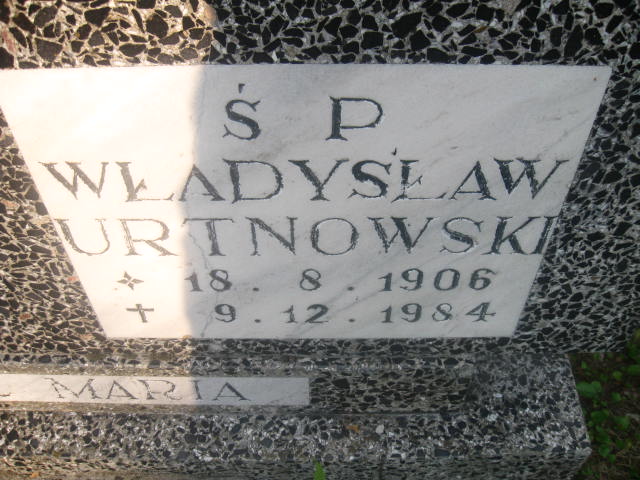 Ś P
WŁADYSŁAW
URTNOWSKI
18. 8. 1906
✝ 9. 12. 1984
MARIA